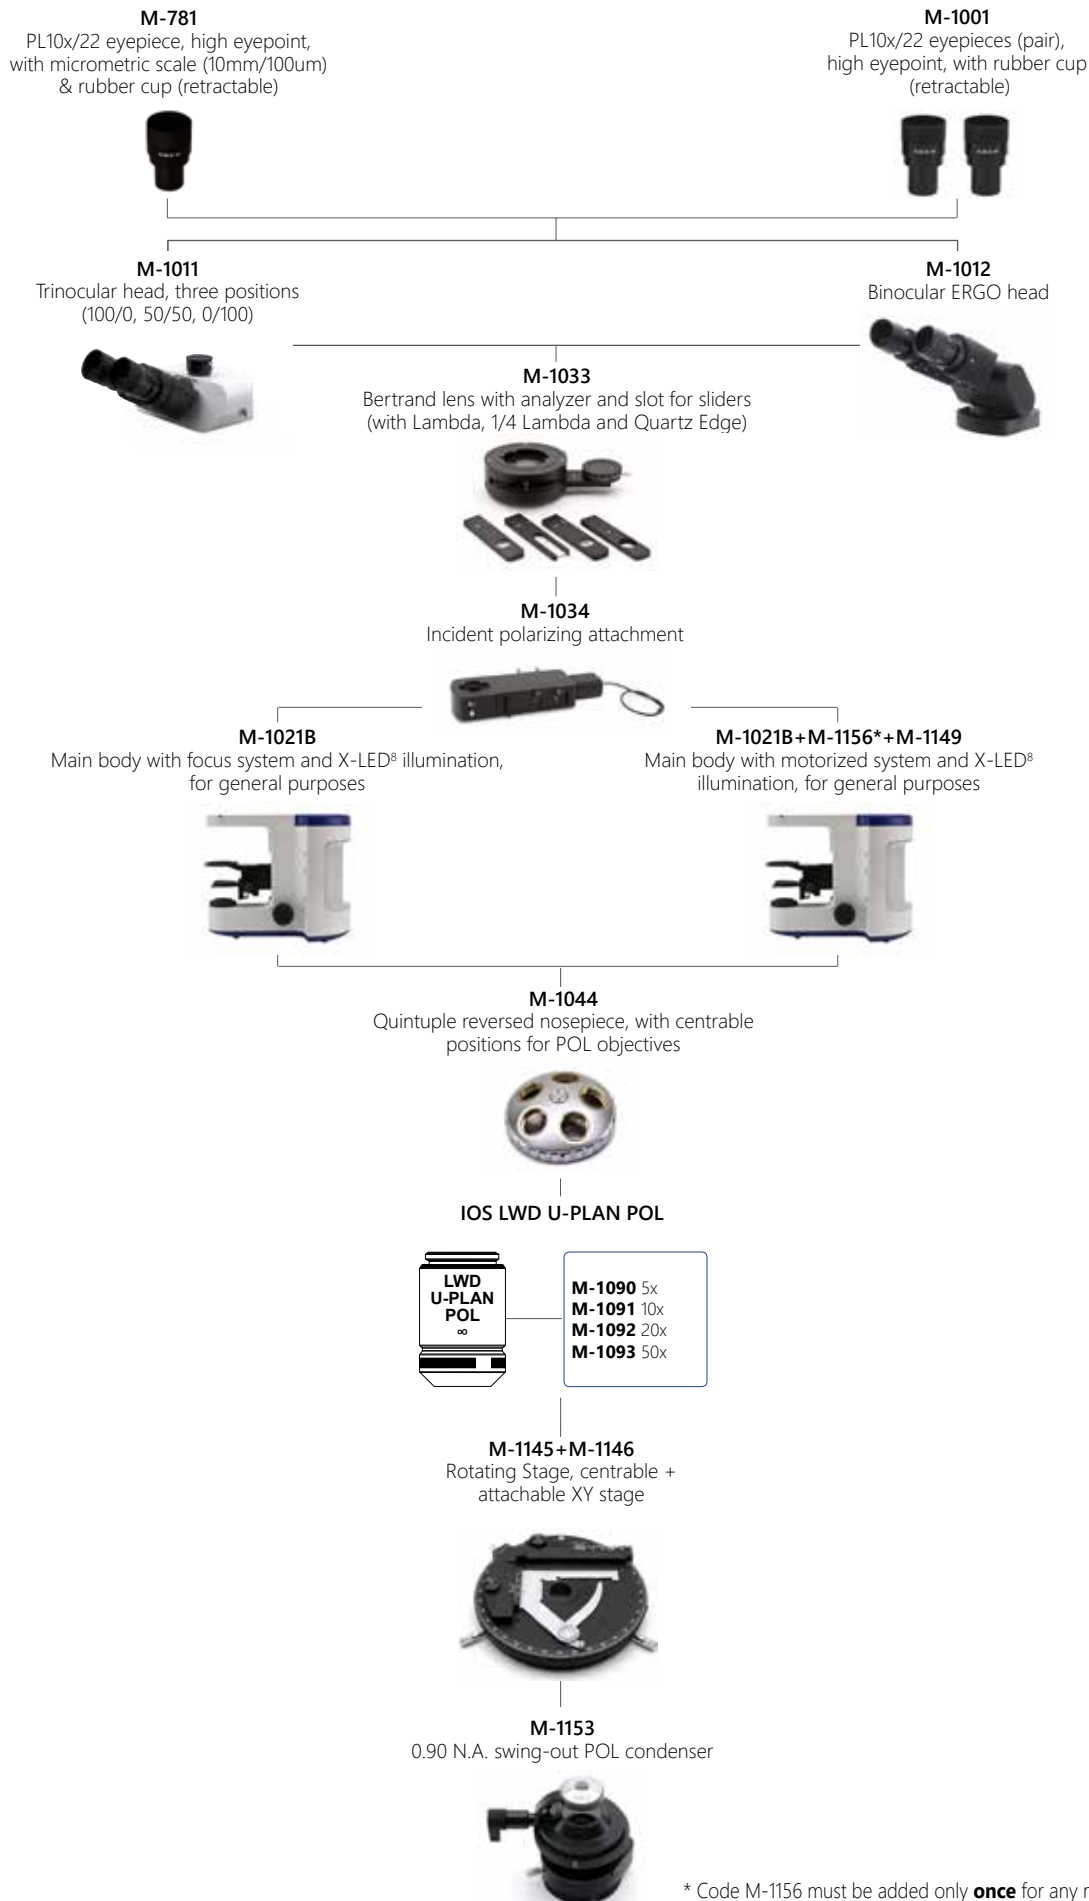 M-781
PL10x/22 eyepiece, high eyepoint,
with micrometric scale (10mm/100um)
& rubber cup (retractable)
M-1001
PL10x/22 eyepieces (pair),
high eyepoint, with rubber cup
(retractable)
M-1011
Trinocular head, three positions
(100/0, 50/50, 0/100)
M-1012
Binocular ERGO head
M-1033
Bertrand lens with analyzer and slot for sliders
(with Lambda, 1/4 Lambda and Quartz Edge)
M-1034
Incident polarizing attachment
M-1021B
Main body with focus system and X-LED⁸ illumination,
for general purposes
M-1021B+M-1156*+M-1149
Main body with motorized system and X-LED⁸
illumination, for general purposes
M-1044
Quintuple reversed nosepiece, with centrable
positions for POL objectives
IOS LWD U-PLAN POL
LWD
U-PLAN
POL
∞
M-1090 5x
M-1091 10x
M-1092 20x
M-1093 50x
M-1145+M-1146
Rotating Stage, centrable +
attachable XY stage
M-1153
0.90 N.A. swing-out POL condenser
* Code M-1156 must be added only once for any